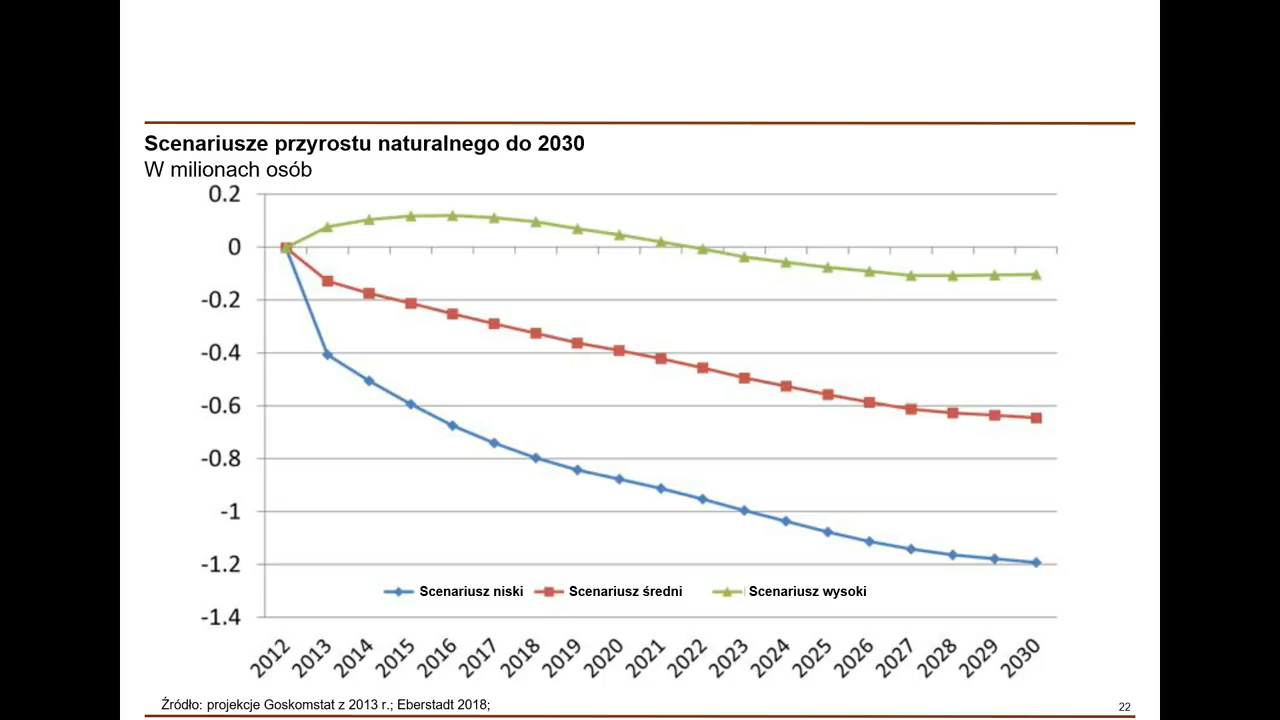 Scenariusze przyrostu naturalnego do 2030
W milionach osób
0.2
0
-0.2
-0.4
-0.6
-0.8
-1
-1.2
-1.4
Scenariusz niski Scenariusz średni Scenariusz wysoki
2012 2013 2014 2015 2016 2017 2018 2019 2020 2021 2022 2023 2024 2025 2026 2027 2028 2029 2030
Źródło: projekcje Goskomstat z 2013 r.; Eberstadt 2018;
22